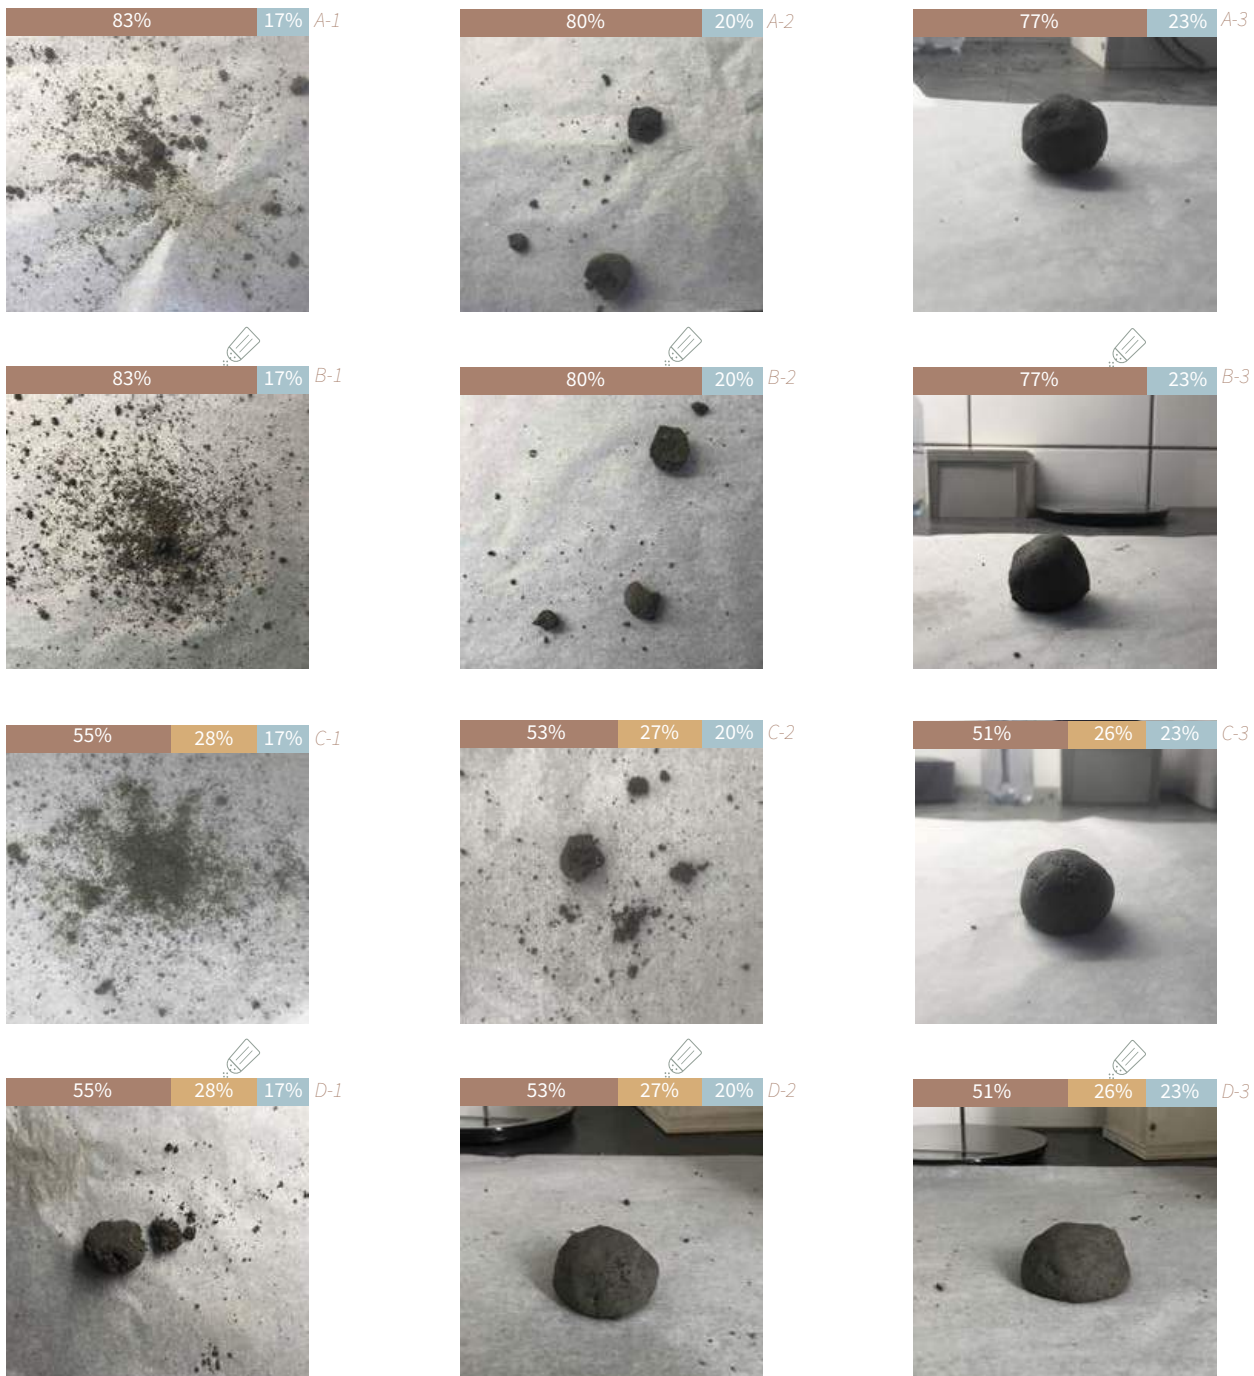 83% 17% A-1
80% 20% A-2
77% 23% A-3
83% 17% B-1
80% 20% B-2
77% 23% B-3
55% 28% 17% C-1
53% 27% 20% C-2
51% 26% 23% C-3
55% 28% 17% D-1
53% 27% 20% D-2
51% 26% 23% D-3